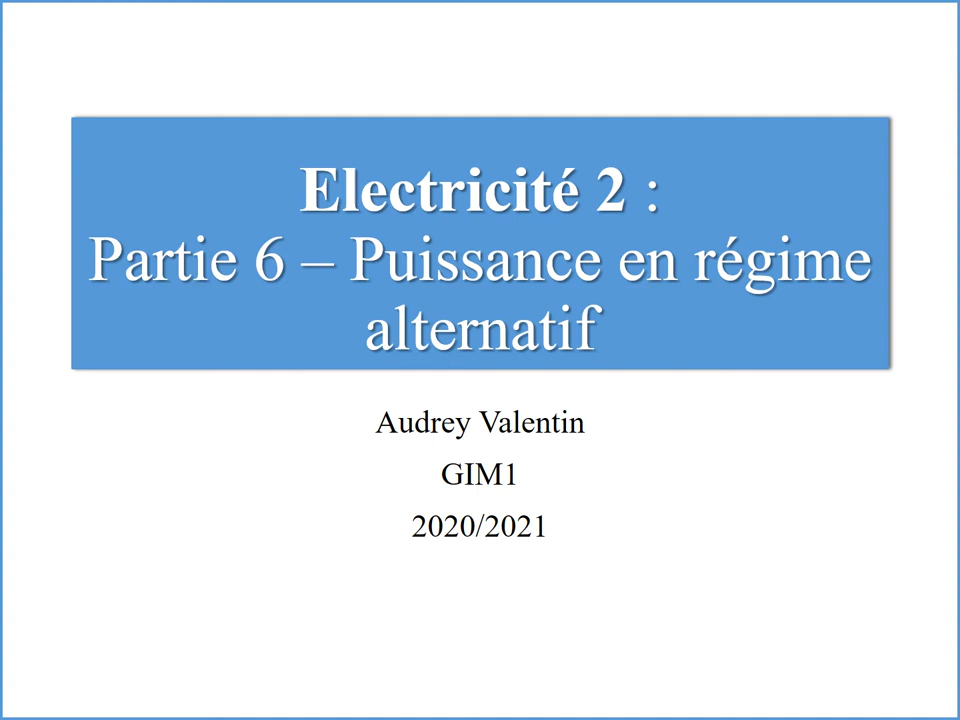 Electricité 2 :
Partie 6 – Puissance en régime
alternatif
Audrey Valentin
GIM1
2020/2021